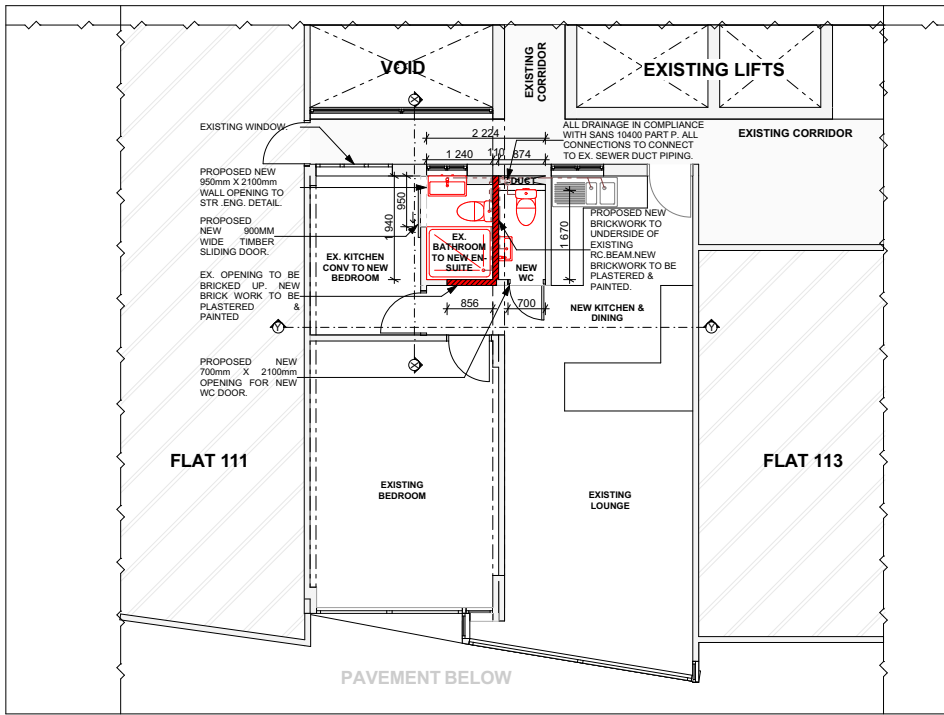 VOID
EXISTING
CORRIDOR
EXISTING LIFTS
EXISTING CORRIDOR
EXISTING WINDOW.
2 224
1 240
110
874
ALL DRAINAGE IN COMPLIANCE
WITH SANS 10400 PART P. ALL
CONNECTIONS TO CONNECT
TO EX. SEWER DUCT PIPING.
PROPOSED NEW
950mm X 2100mm
WALL OPENING TO
STR .ENG. DETAIL.
PROPOSED
NEW 900MM
WIDE TIMBER
SLIDING DOOR.
EX. OPENING TO BE
BRICKED UP. NEW
BRICK WORK TO BE
PLASTERED &
PAINTED
PROPOSED NEW
700mm X 2100mm
OPENING FOR NEW
WC DOOR.
X
950
1 940
DUCT
1 670
EX. KITCHEN
CONV TO NEW
BEDROOM
EX.
BATHROOM
TO NEW EN-
SUITE
NEW
WC
PROPOSED NEW
BRICKWORK TO
UNDERSIDE OF
EXISTING
RC.BEAM.NEW
BRICKWORK TO BE
PLASTERED &
PAINTED.
856
700
NEW KITCHEN &
DINING
Y
Y
X
FLAT 111
EXISTING
BEDROOM
EXISTING
LOUNGE
FLAT 113
PAVEMENT BELOW